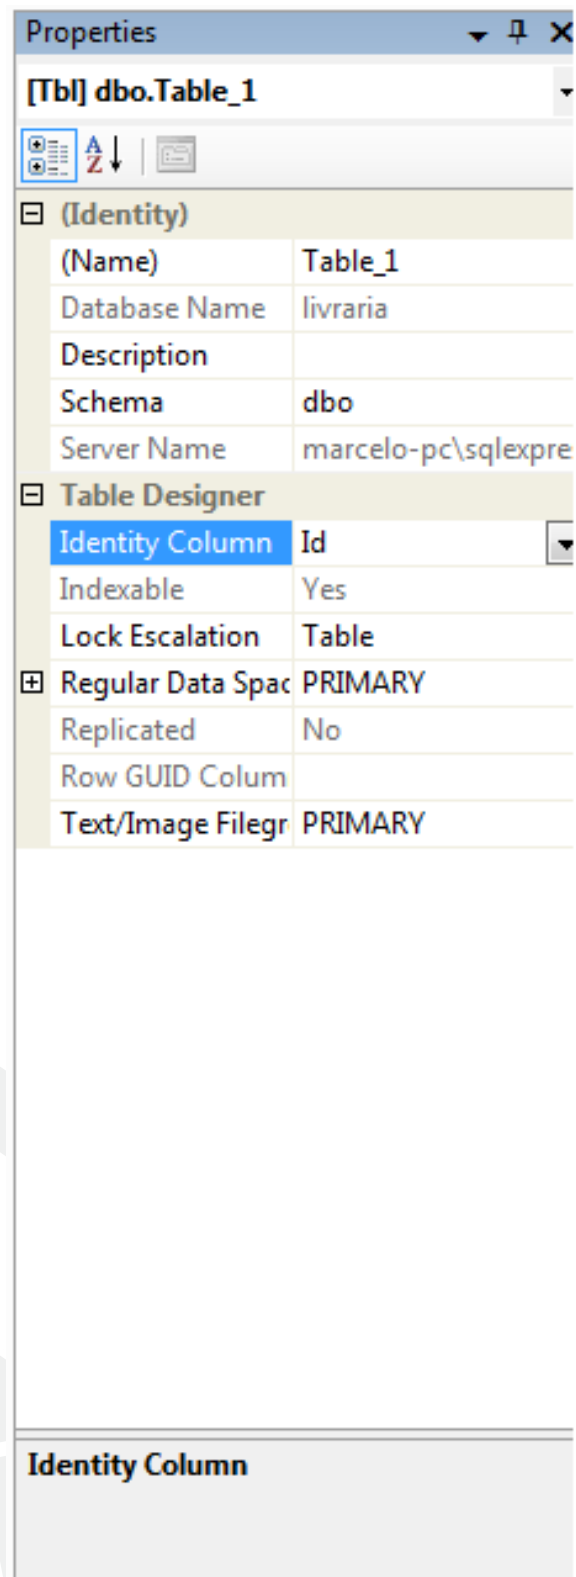 Properties
[Tbl] dbo.Table_1
A
Z
(Identity)
(Name) Table_1
Database Name livraria
Description
Schema dbo
Server Name marcelo-pc\sqlexpre
Table Designer
Identity Column Id
Indexable Yes
Lock Escalation Table
Regular Data Spac PRIMARY
Replicated No
Row GUID Colum
Text/Image Filegr PRIMARY
Identity Column